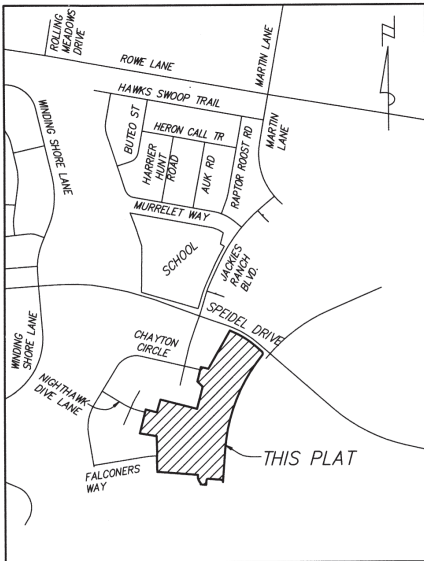 ROLLING
MEADOWS
DRIVE
ROWE LANE
MARTIN LANE
HAWKS SWOOP TRAIL
WINDING SHORE LANE
BUTEO ST
HERON CALL TR
HARRIER
HUNT
ROAD
AUK RD
RAPTOR ROOST RD
MARTIN
LANE
MURRELET WAY
SCHOOL
JACKIES
RANCH
BLVD.
SPEIDEL DRIVE
WINDING
SHORE LANE
CHAYTON
CIRCLE
NIGHTHAWK
DIVE LANE
THIS PLAT
FALCONERS
WAY